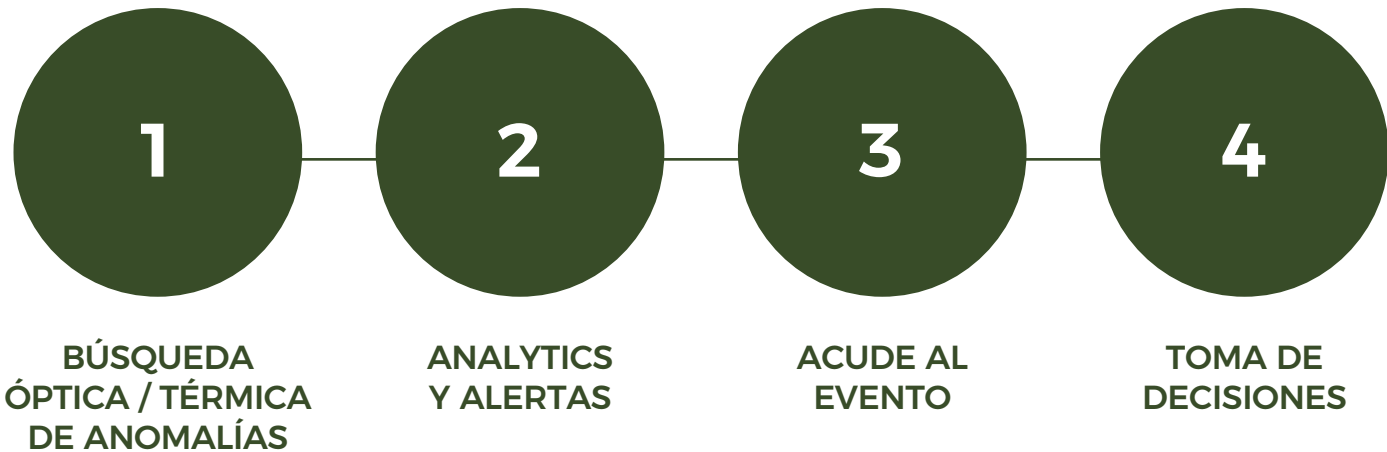 1
2
3
4
BÚSQUEDA
ÓPTICA / TÉRMICA
DE ANOMALÍAS
ANALYTICS
Y ALERTAS
ACUDE AL
EVENTO
TOMA DE
DECISIONES